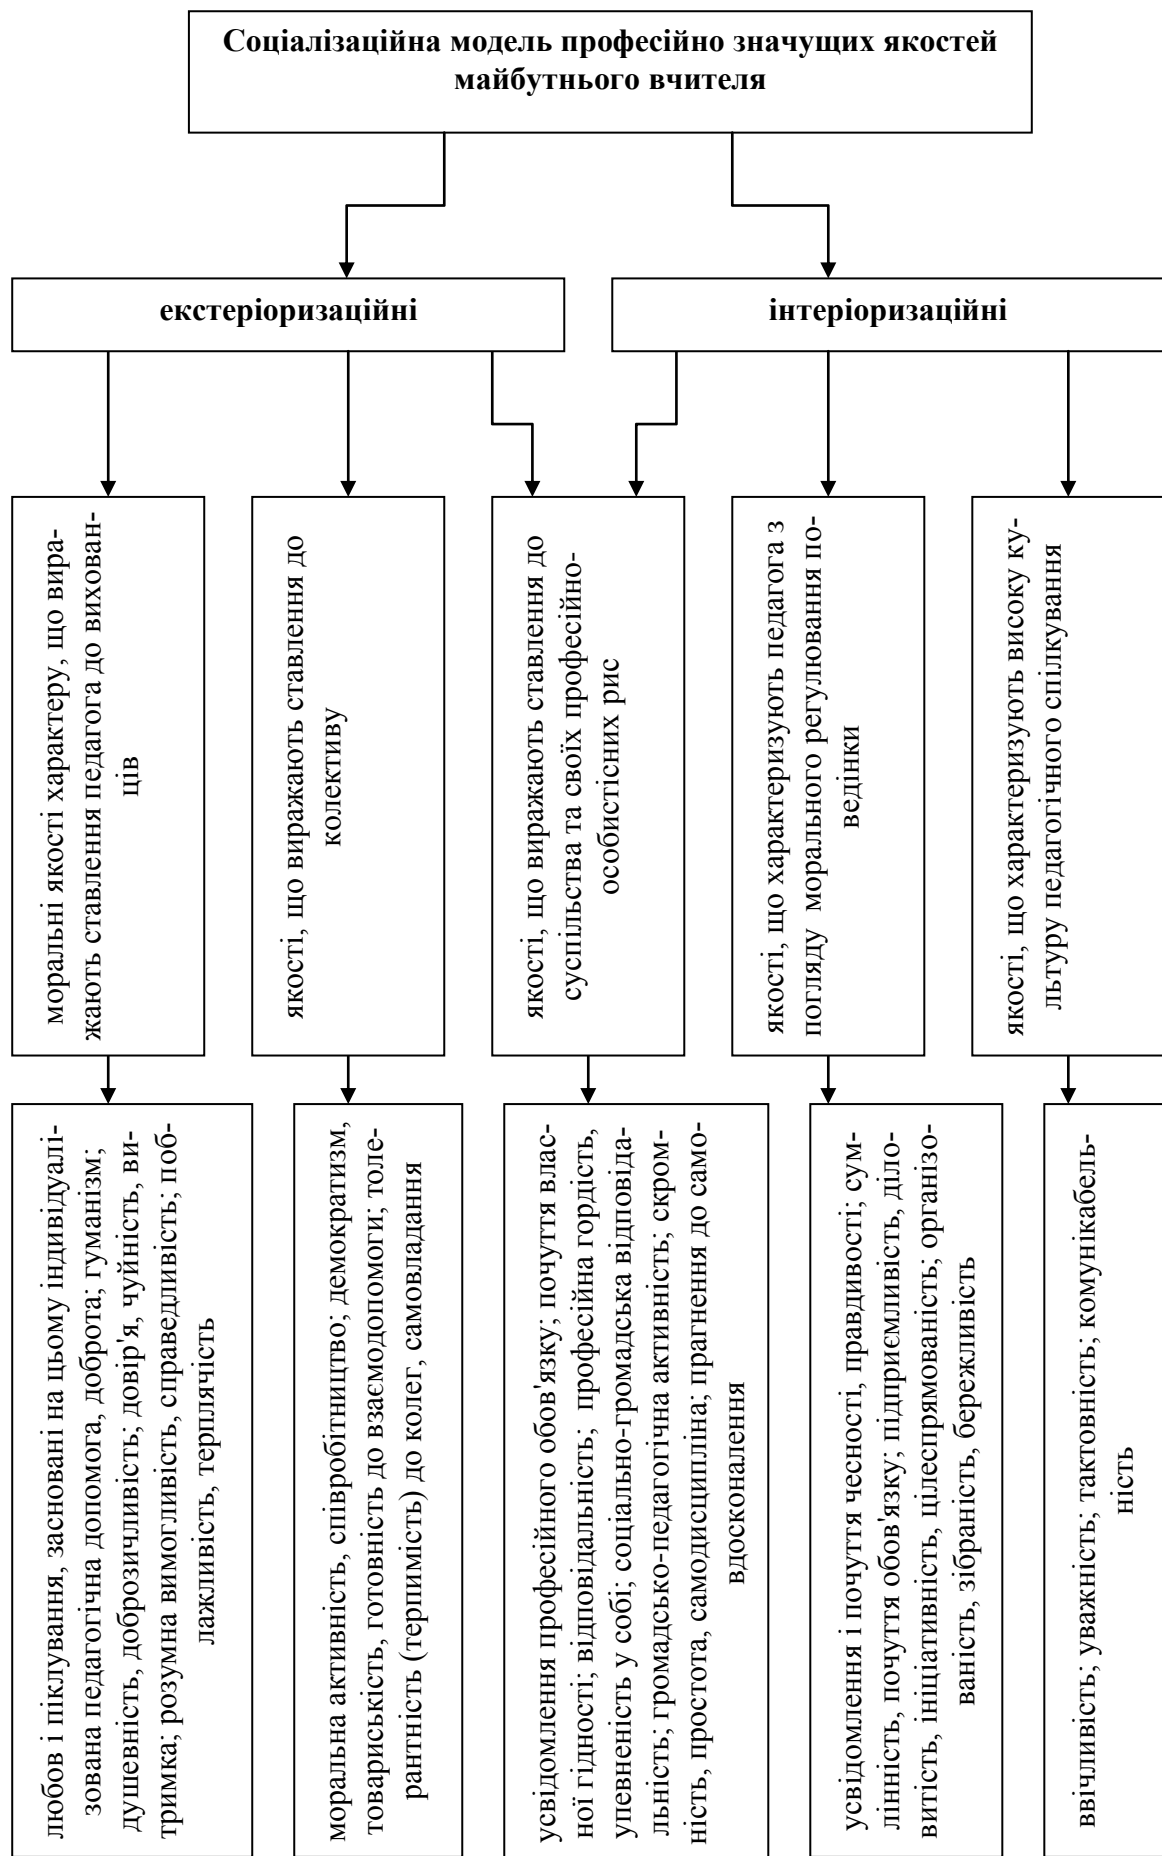 Соціалізаційна модель професійно значущих якостей
майбутнього вчителя
екстеріоризаційні
інтеріоризаційні
моральні якості характеру, що вира-
жають ставлення педагога до вихован-
ців
якості, що виражають ставлення до
колективу
якості, що виражають ставлення до
суспільства та своїх професійно-
особистісних рис
якості, що характеризують педагога з
погляду морального регулювання по-
ведінки
якості, що характеризують високу ку-
льтуру педагогічного спілкування
любов і піклування, засновані на цьому індивідуалі-
зована педагогічна допомога, доброта; гуманізм;
душевність, доброзичливість; довір'я, чуйність, ви-
тримка; розумна вимогливість, справедливість; поб-
лажливість, терплячість
моральна активність, співробітництво; демократизм,
товариськість, готовність до взаємодопомоги; толе-
рантність (терпимість) до колег, самовладання
усвідомлення професійного обов'язку; почуття влас-
ної гідності; відповідальність; професійна гордість,
упевненість у собі; соціально-громадська відповіда-
льність; громадсько-педагогічна активність; скром-
ність, простота, самодисципліна; прагнення до само-
вдосконалення
усвідомлення і почуття чесності, правдивості; сум-
лінність, почуття обов'язку; підприємливість, діло-
витість, ініціативність, цілеспрямованість; організо-
ваність, зібраність, бережливість
ввічливість; уважність; тактовність; комунікабель-
ність